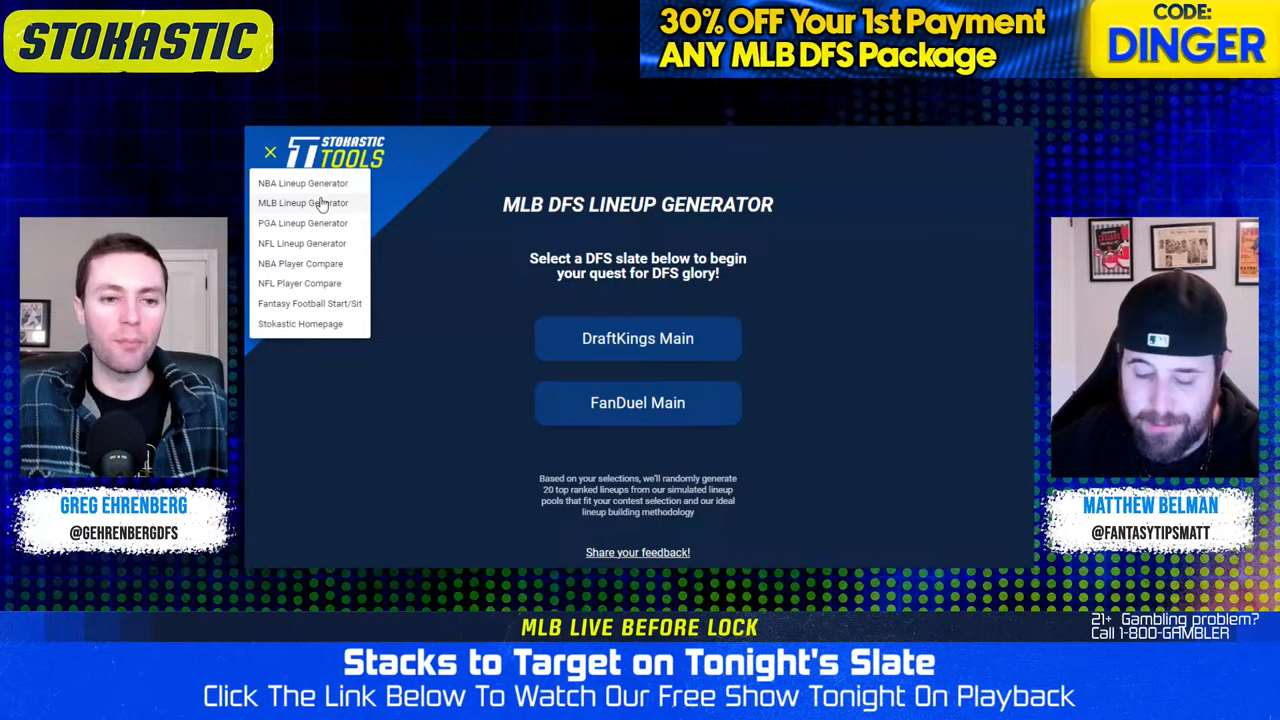 STOKASTIC
30% OFF Your 1st Payment
ANY MLB DFS Package
CODE:
DINGER
STOKASTIC
TOOLS
NBA Lineup Generator
MLB Lineup Generator
PGA Lineup Generator
NFL Lineup Generator
NBA Player Compare
NFL Player Compare
Fantasy Football Start/Sit
Stokastic Homepage
MLB DFS LINEUP GENERATOR
Select a DFS slate below to begin
your quest for DFS glory!
DraftKings Main
FanDuel Main
Based on your selections, we'll randomly generate
20 top ranked lineups from our simulated lineup
pools that fit your contest selection and our ideal
lineup building methodology
Share your feedback!
GREG EHRENBERG
@GEHRENBERGDFS
MATTHEW BELMAN
@FANTASYTIPSMATT
MLB LIVE BEFORE LOCK
21+ Gambling problem?
Call 1-800-GAMBLER
Stacks to Target on Tonight's Slate
Click The Link Below To Watch Our Free Show Tonight On Playback